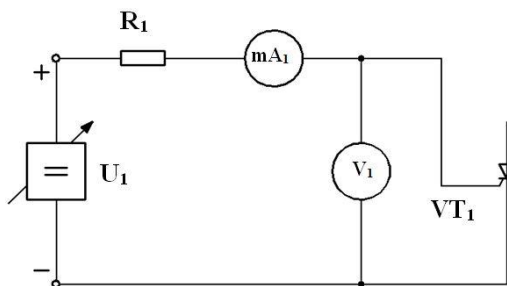 R₁
+
mA₁
=
U₁
V₁
VT₁
−